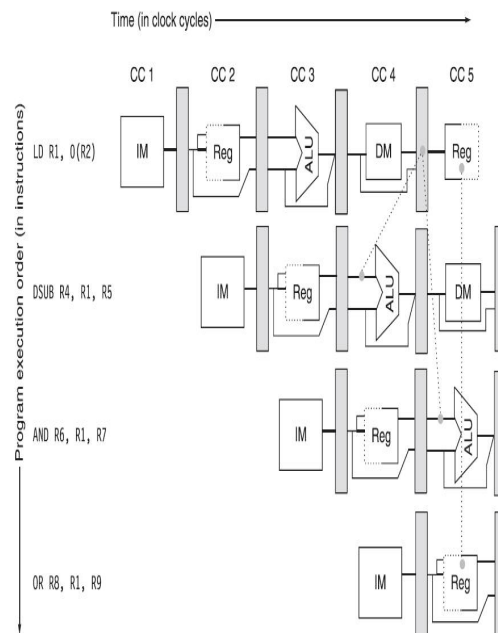 Time (in clock cycles)
CC 1 CC 2 CC 3 CC 4 CC 5
Program execution order (in instructions)
LD R1, 0(R2)
IM Reg ALU DM Reg
DSUB R4, R1, R5
IM Reg ALU DM
AND R6, R1, R7
IM Reg ALU
OR R8, R1, R9
IM Reg